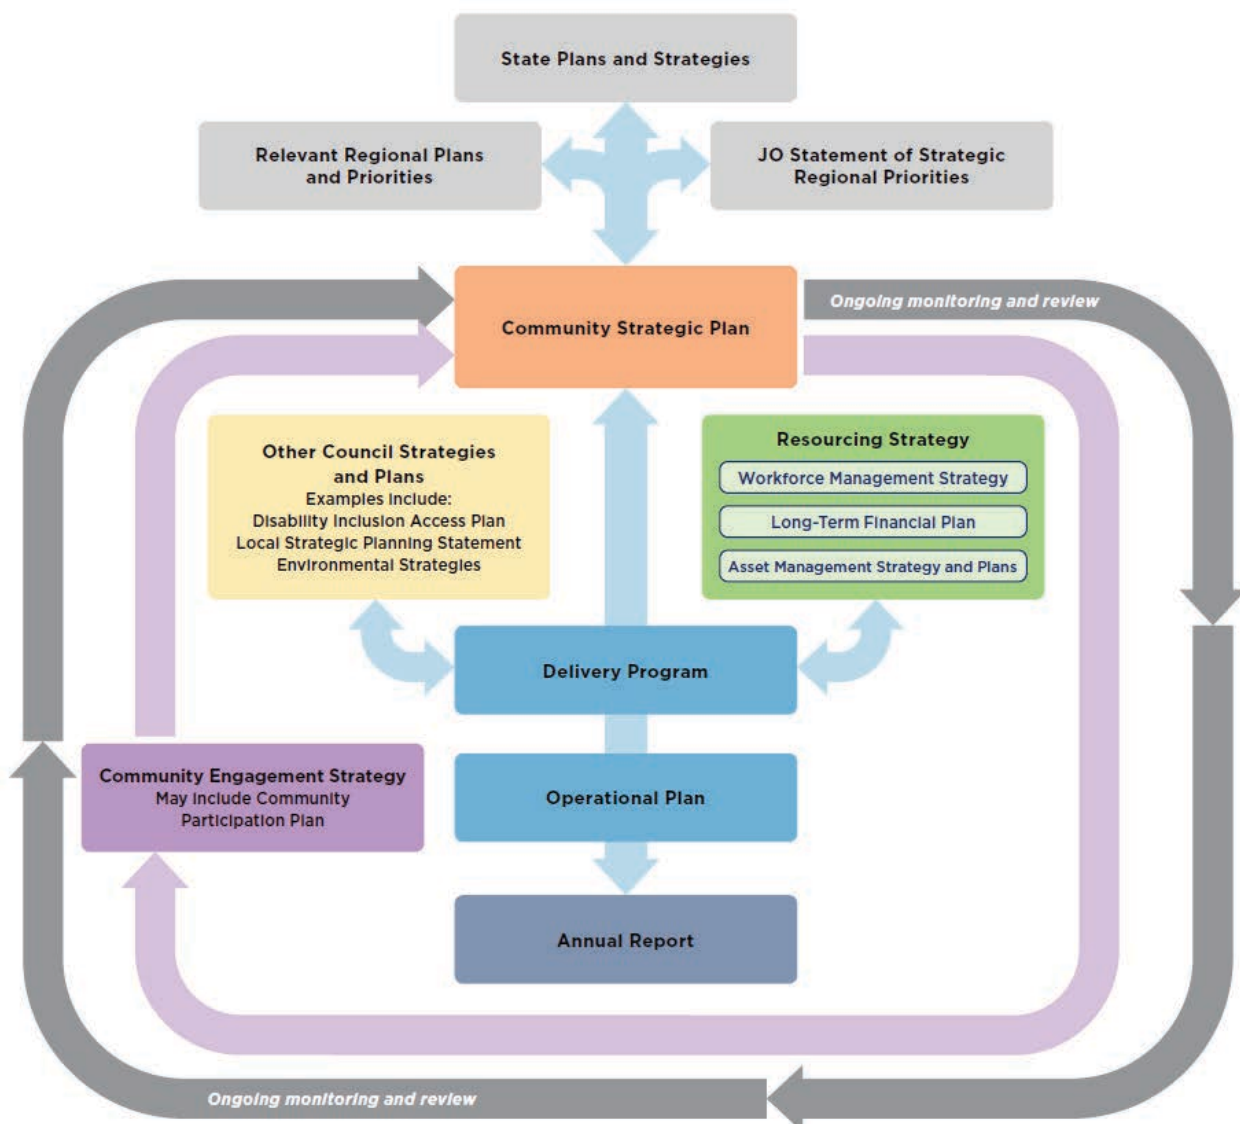 State Plans and Strategies
Relevant Regional Plans
and Priorities
JO Statement of Strategic
Regional Priorities
Ongoing monitoring and review
Community Strategic Plan
Other Council Strategies
and Plans
Examples include:
Disability Inclusion Access Plan
Local Strategic Planning Statement
Environmental Strategies
Resourcing Strategy
Workforce Management Strategy
Long-Term Financial Plan
Asset Management Strategy and Plans
Delivery Program
Community Engagement Strategy
May include Community
Participation Plan
Operational Plan
Annual Report
Ongoing monitoring and review